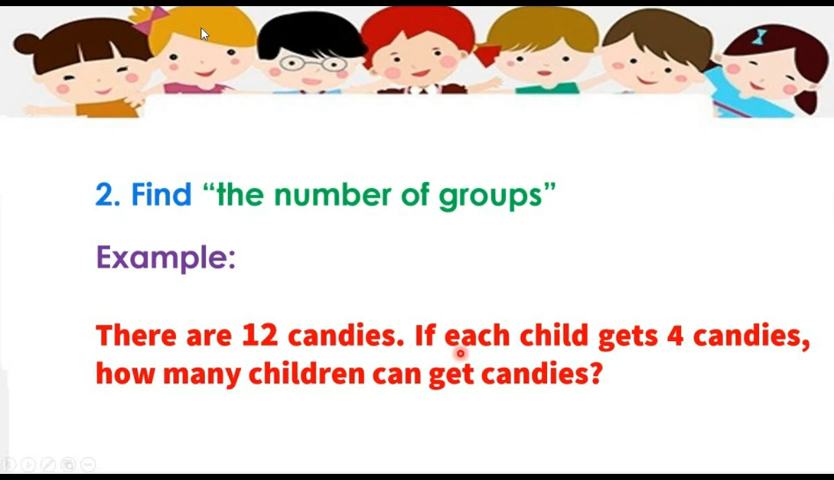 2. Find “the number of groups”
Example:
There are 12 candies. If each child gets 4 candies,
how many children can get candies?